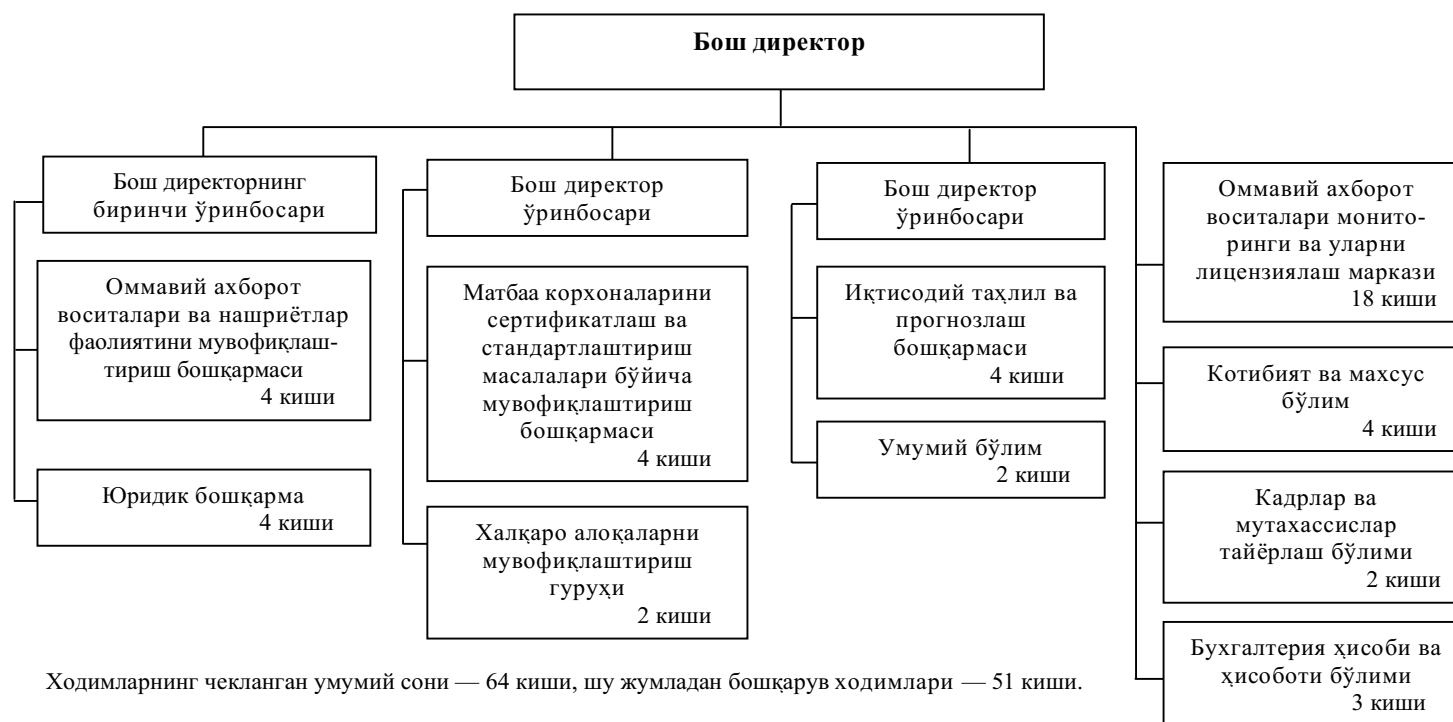 Бош директор
Бош директорнинг
биринчи ўринбосари
Оммавий ахборот
воситалари ва нашриётлар
фаолиятини мувофиқлаш-
тириш бошқармаси
4 киши
Юридик бошқарма
4 киши
Бош директор
ўринбосари
Матбаа корхоналарини
сертификатлаш ва
стандартлаштириш
масалалари бўйича
мувофиқлаштириш
бошқармаси
4 киши
Халқаро алоқаларни
мувофиқлаштириш
гуруҳи
2 киши
Бош директор
ўринбосари
Иқтисодий таҳлил ва
прогнозлаш
бошқармаси
4 киши
Умумий бўлим
2 киши
Оммавий ахборот
воситалари монито-
ринги ва уларни
лицензиялаш маркази
18 киши
Котибият ва махсус
бўлим
4 киши
Кадрлар ва
мутахассислар
тайёрлаш бўлими
2 киши
Бухгалтерия ҳисоби ва
ҳисоботи бўлими
3 киши
Ходимларнинг чекланган умумий сони — 64 киши, шу жумладан бошқарув ходимлари — 51 киши.